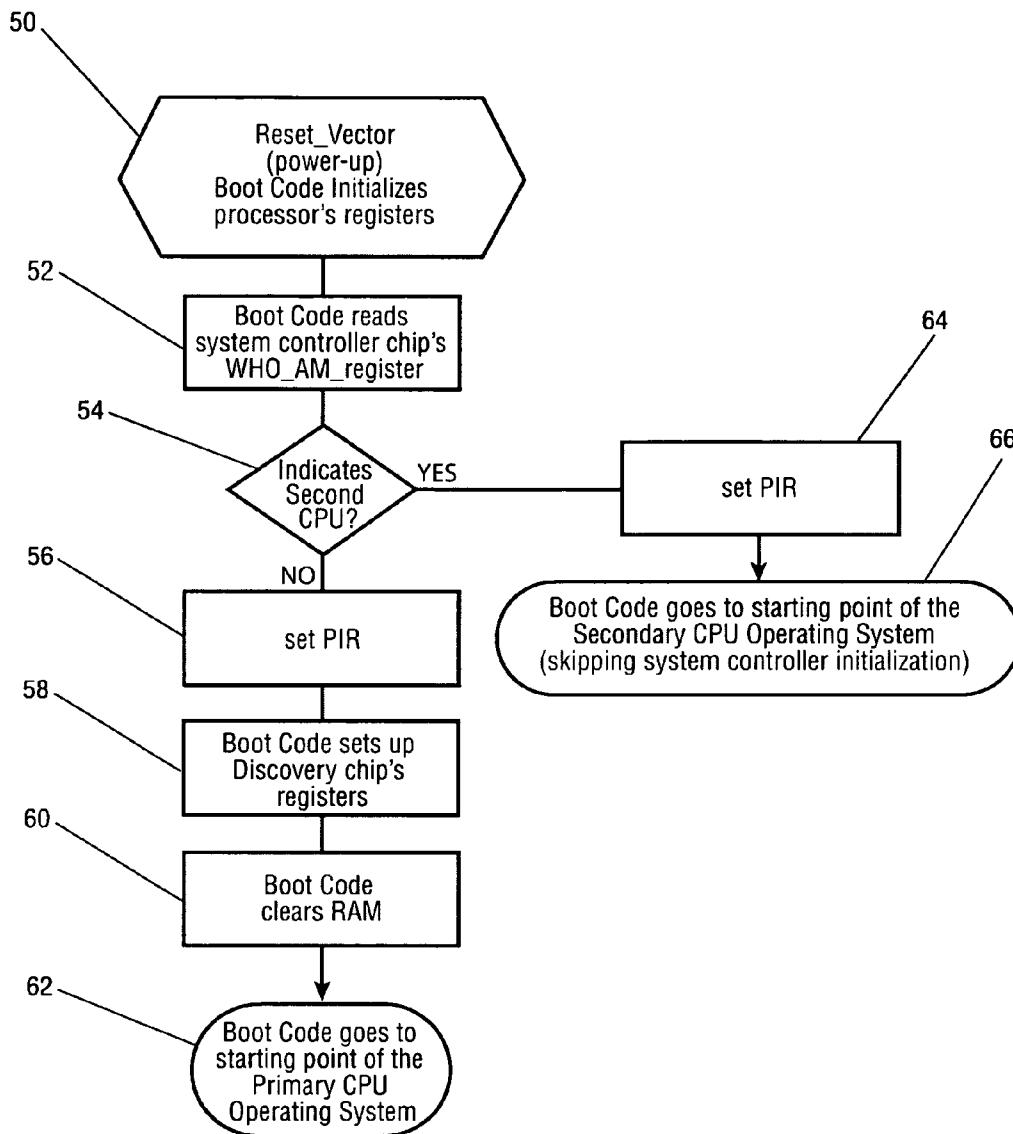 50
Reset_Vector
(power-up)
Boot Code Initializes
processor's registers
52
Boot Code reads
system controller chip's
WHO_AM_register
54
Indicates
Second
CPU?
YES
NO
64
set PIR
66
Boot Code goes to starting point of the
Secondary CPU Operating System
(skipping system controller initialization)
56
set PIR
58
Boot Code sets up
Discovery chip's
registers
60
Boot Code
clears RAM
62
Boot Code goes to
starting point of the
Primary CPU
Operating System